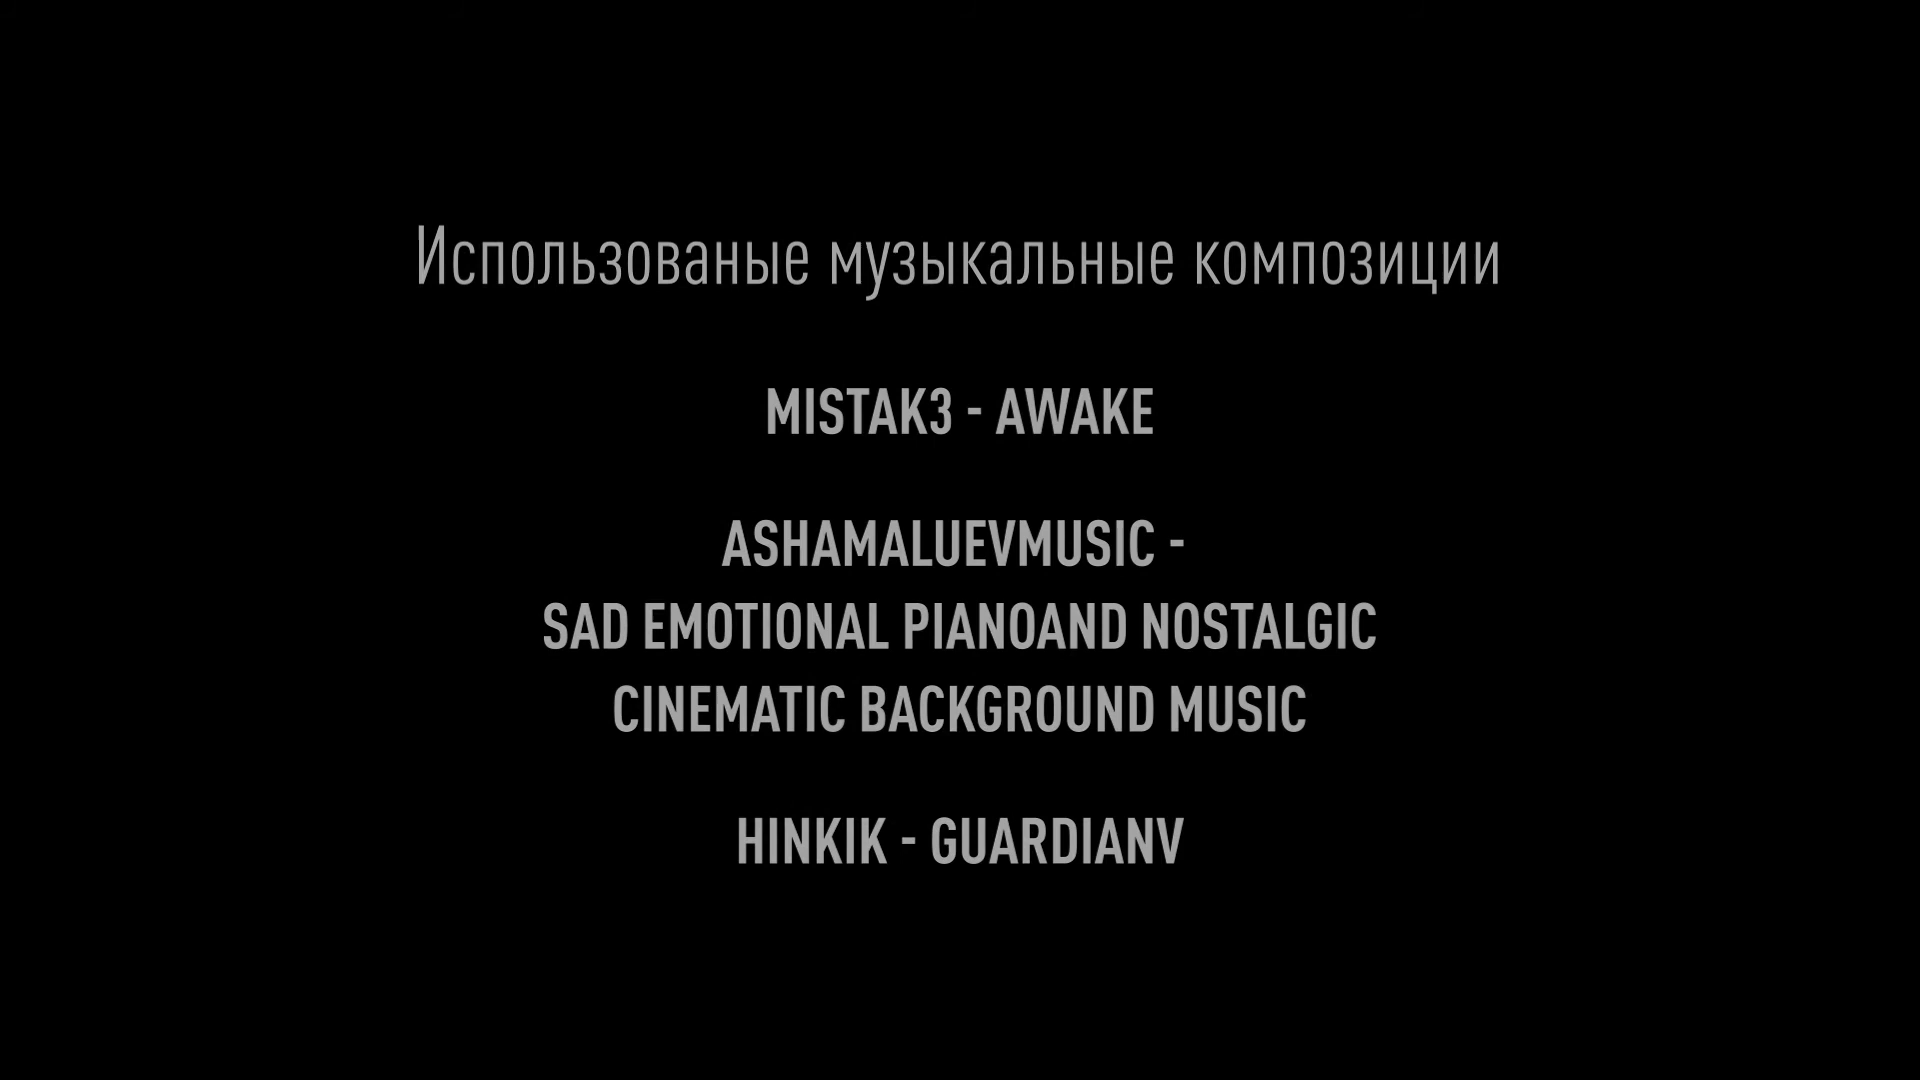 Использованые музыкальные композиции
MISTAK3 - AWAKE
ASHAMALUEVMUSIC -
SAD EMOTIONAL PIANOAND NOSTALGIC
CINEMATIC BACKGROUND MUSIC
HINKIK - GUARDIANV